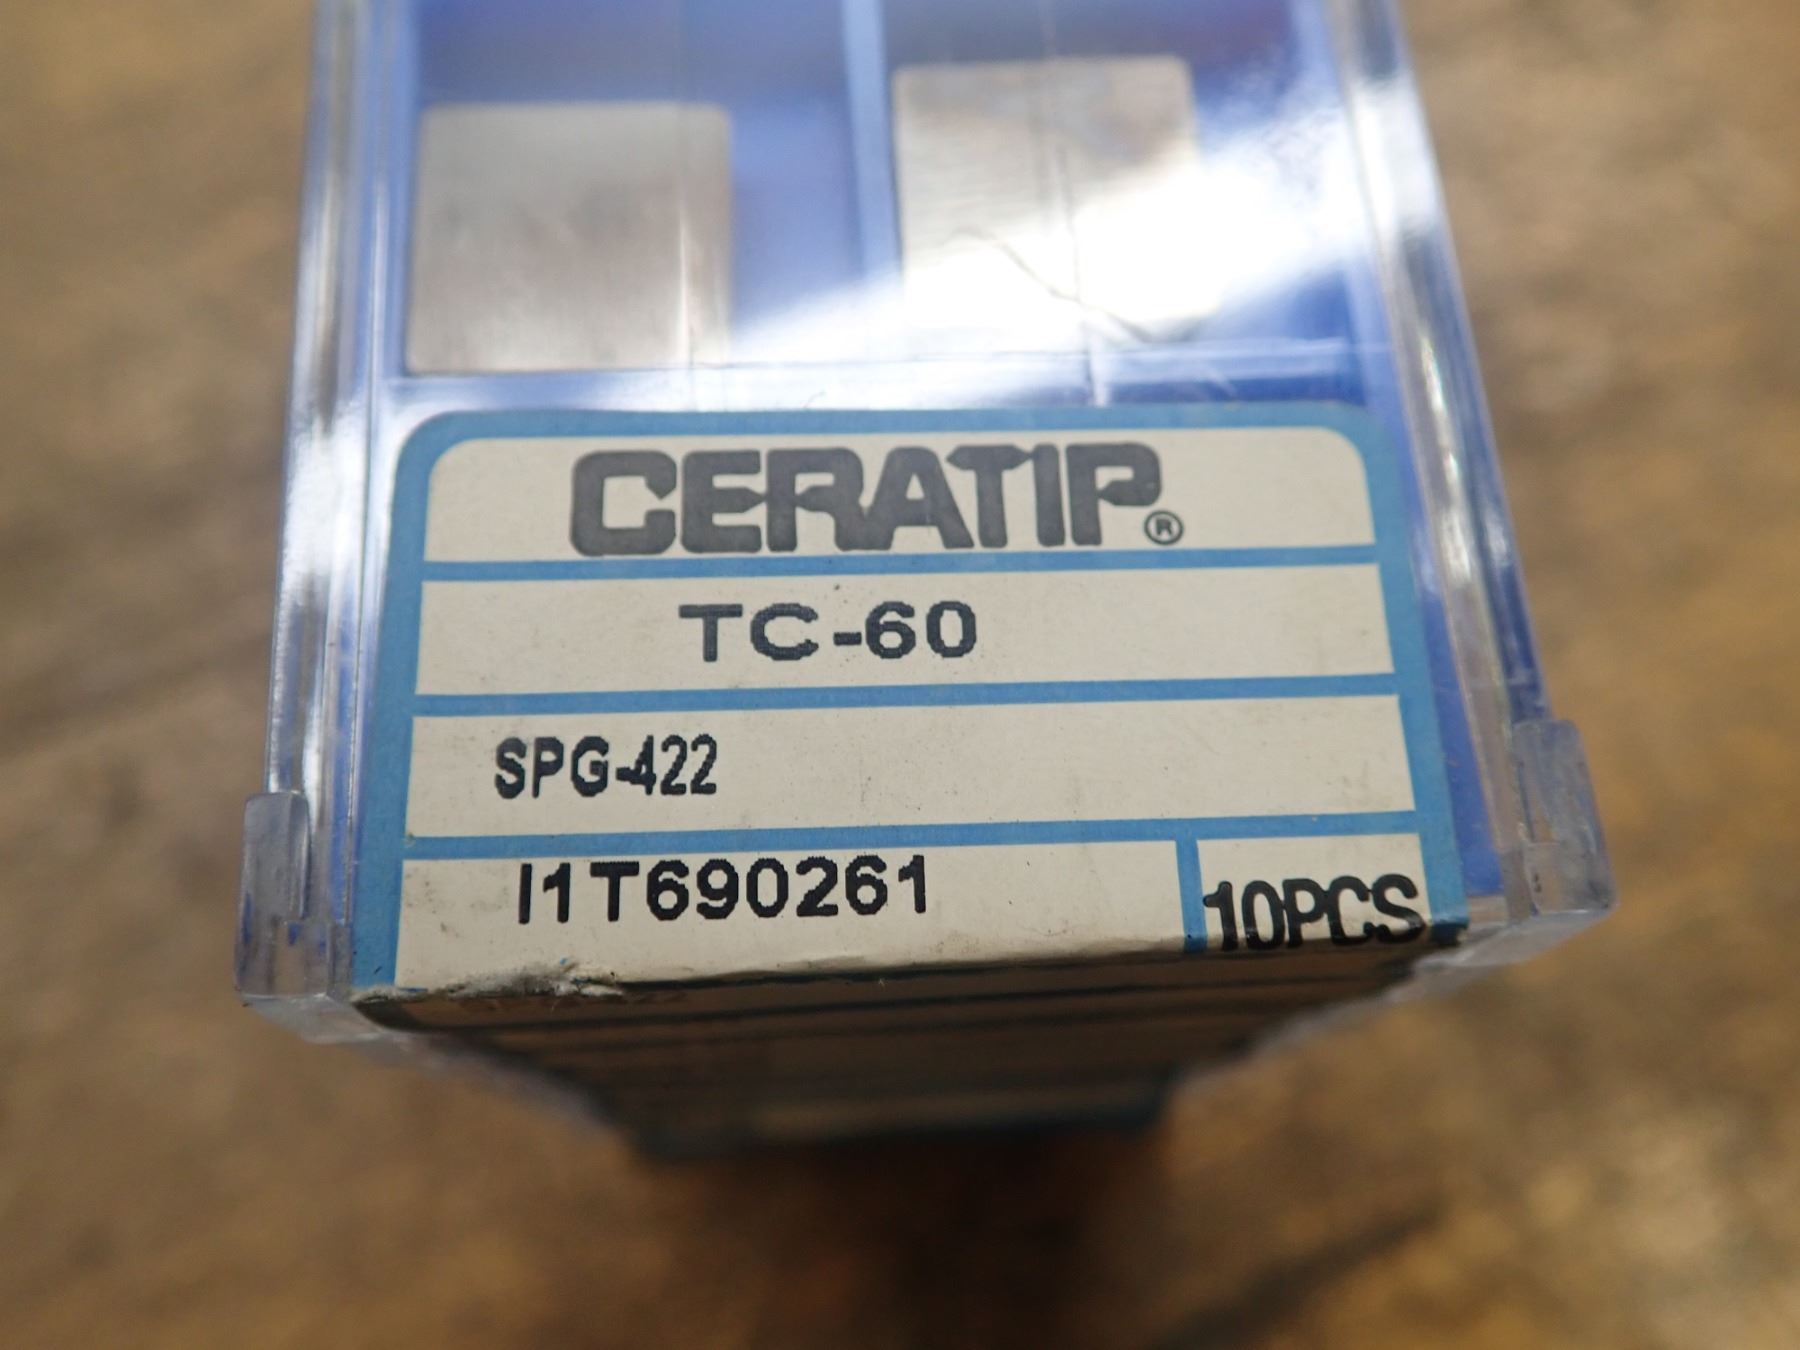 CERATIP®
TC-60
SPG-422
I1T690261
10PCS